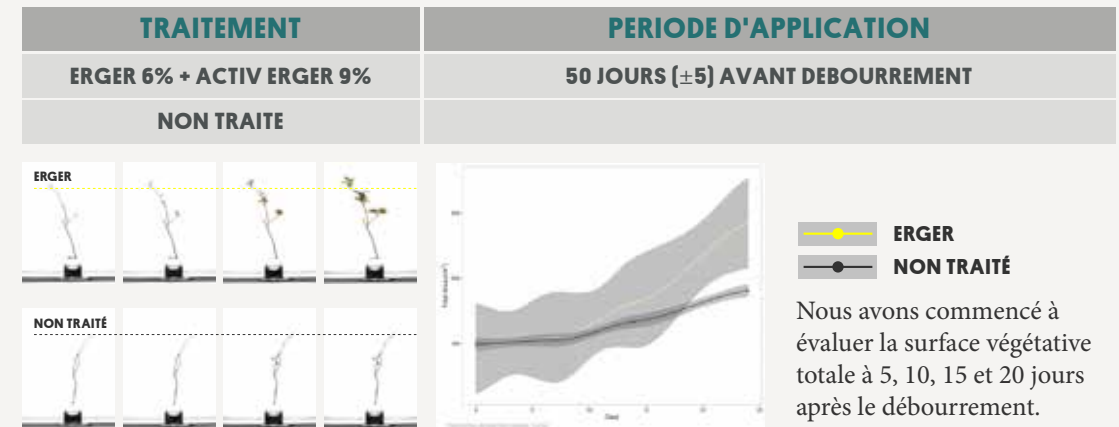 TRAITEMENT
PERIODE D'APPLICATION
ERGER 6% + ACTIV ERGER 9%
50 JOURS (±5) AVANT DEBOURREMENT
NON TRAITE
ERGER
NON TRAITÉ
ERGER
NON TRAITÉ
Nous avons commencé à
évaluer la surface végétative
totale à 5, 10, 15 et 20 jours
après le débourrement.